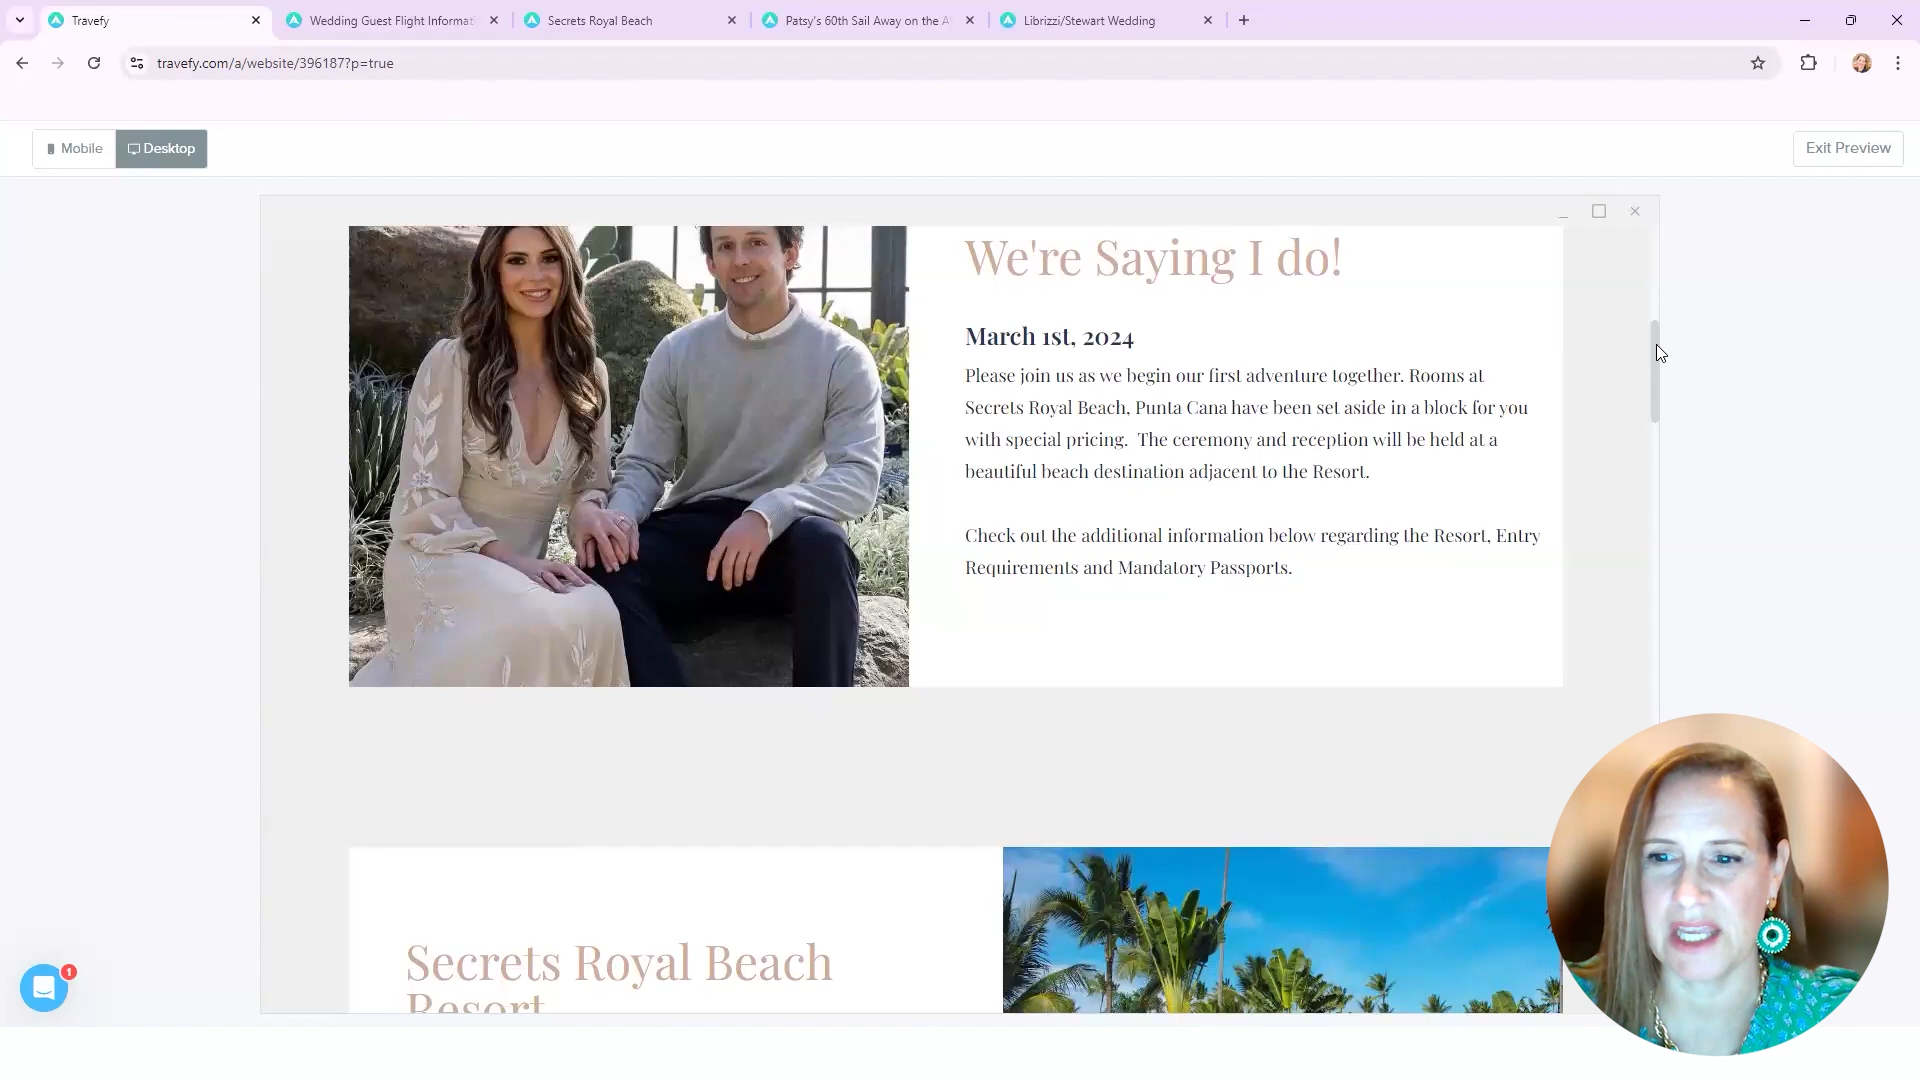 Travefy
Wedding Guest Flight Informat
Secrets Royal Beach
Patsy's 60th Sail Away on the A
Librizzi/Stewart Wedding
travefy.com/a/website/396187?p=true
Mobile
Desktop
Exit Preview
We're Saying I do!
March 1st, 2024
Please join us as we begin our first adventure together. Rooms at
Secrets Royal Beach, Punta Cana have been set aside in a block for you
with special pricing.  The ceremony and reception will be held at a
beautiful beach destination adjacent to the Resort.
Check out the additional information below regarding the Resort, Entry
Requirements and Mandatory Passports.
Secrets Royal Beach
Resort
1